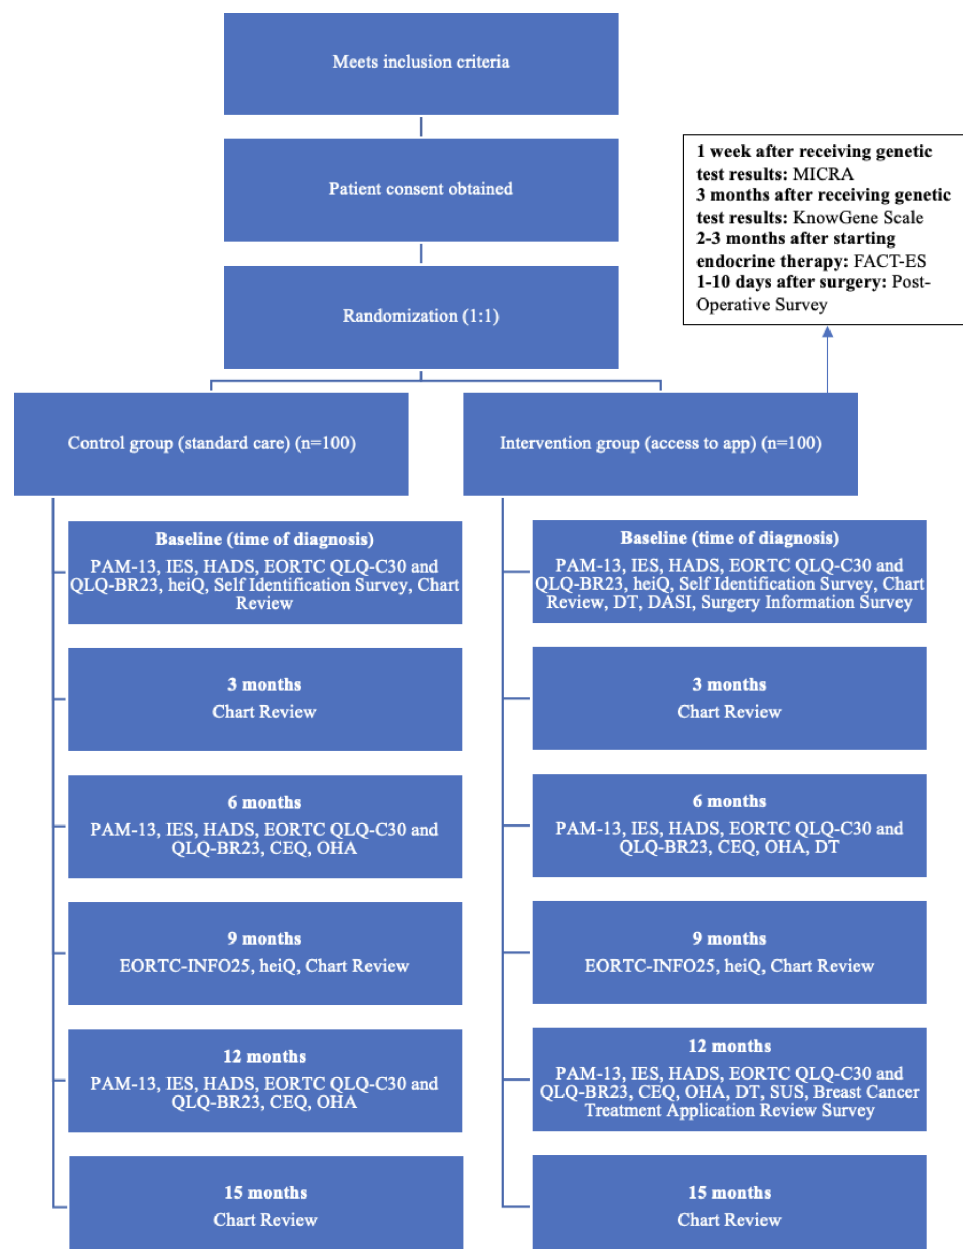 Meets inclusion criteria
Patient consent obtained
Randomization (1:1)
1 week after receiving genetic
test results: MICRA
3 months after receiving genetic
test results: KnowGene Scale
2-3 months after starting
endocrine therapy: FACT-ES
1-10 days after surgery: Post-
Operative Survey
Control group (standard care) (n=100)
Baseline (time of diagnosis)
PAM-13, IES, HADS, EORTC QLQ-C30 and
QLQ-BR23, heiQ, Self Identification Survey, Chart
Review
3 months
Chart Review
6 months
PAM-13, IES, HADS, EORTC QLQ-C30 and
QLQ-BR23, CEQ, OHA
9 months
EORTC-INFO25, heiQ, Chart Review
12 months
PAM-13, IES, HADS, EORTC QLQ-C30 and
QLQ-BR23, CEQ, OHA
15 months
Chart Review
Intervention group (access to app) (n=100)
Baseline (time of diagnosis)
PAM-13, IES, HADS, EORTC QLQ-C30 and
QLQ-BR23, heiQ, Self Identification Survey, Chart
Review, DT, DASI, Surgery Information Survey
3 months
Chart Review
6 months
PAM-13, IES, HADS, EORTC QLQ-C30 and
QLQ-BR23, CEQ, OHA, DT
9 months
EORTC-INFO25, heiQ, Chart Review
12 months
PAM-13, IES, HADS, EORTC QLQ-C30 and
QLQ-BR23, CEQ, OHA, DT, SUS, Breast Cancer
Treatment Application Review Survey
15 months
Chart Review